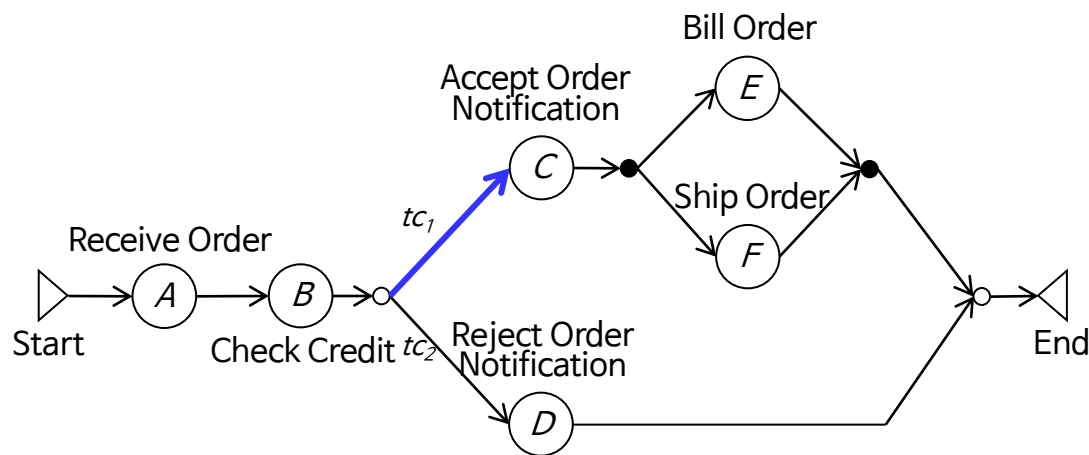 Bill Order
E
Accept Order
Notification
C
Ship Order
F
tc1
Receive Order
A
B
Start
Check Credit
tc2
Reject Order
Notification
D
End